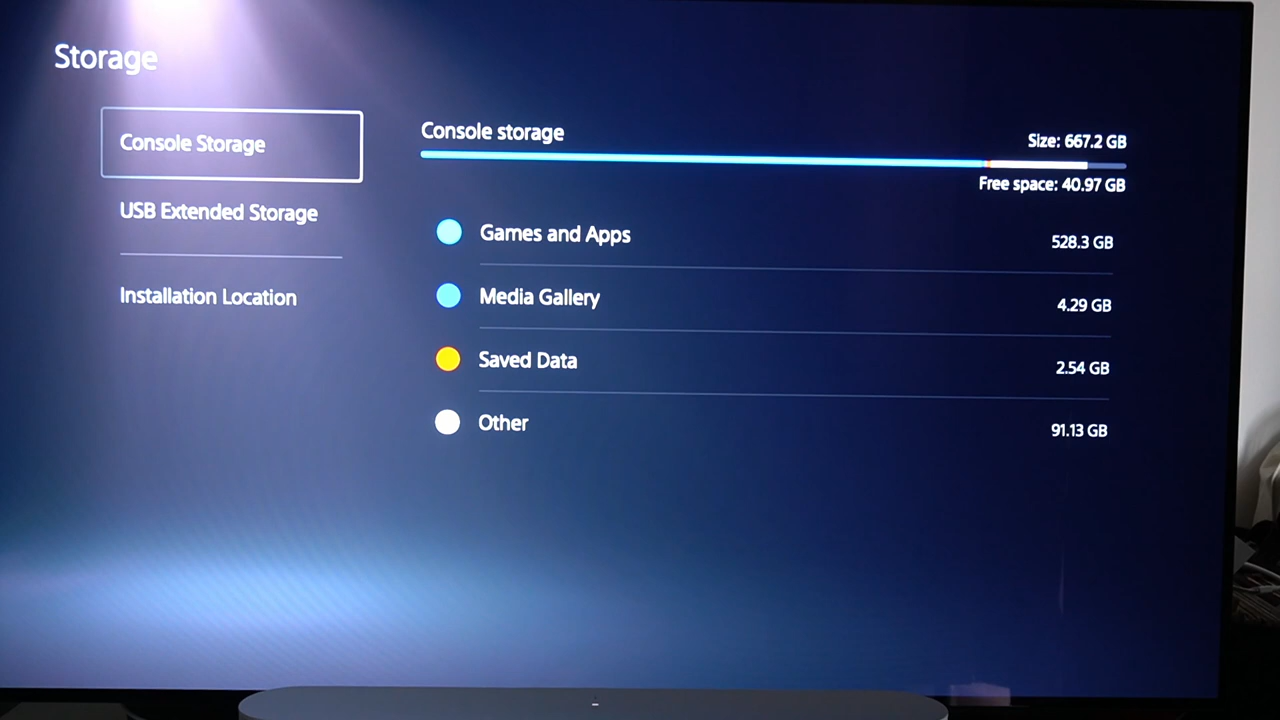 Storage
Console Storage
USB Extended Storage
Installation Location
Console storage
Size: 667.2 GB
Free space: 40.97 GB
Games and Apps
528.3 GB
Media Gallery
4.29 GB
Saved Data
2.54 GB
Other
91.13 GB